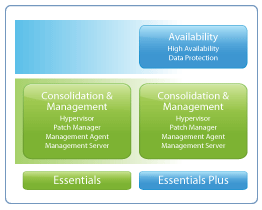 Availability
High Availability
Data Protection
Consolidation &
Management
Hypervisor
Patch Manager
Management Agent
Management Server
Consolidation &
Management
Hypervisor
Patch Manager
Management Agent
Management Server
Essentials
Essentials Plus